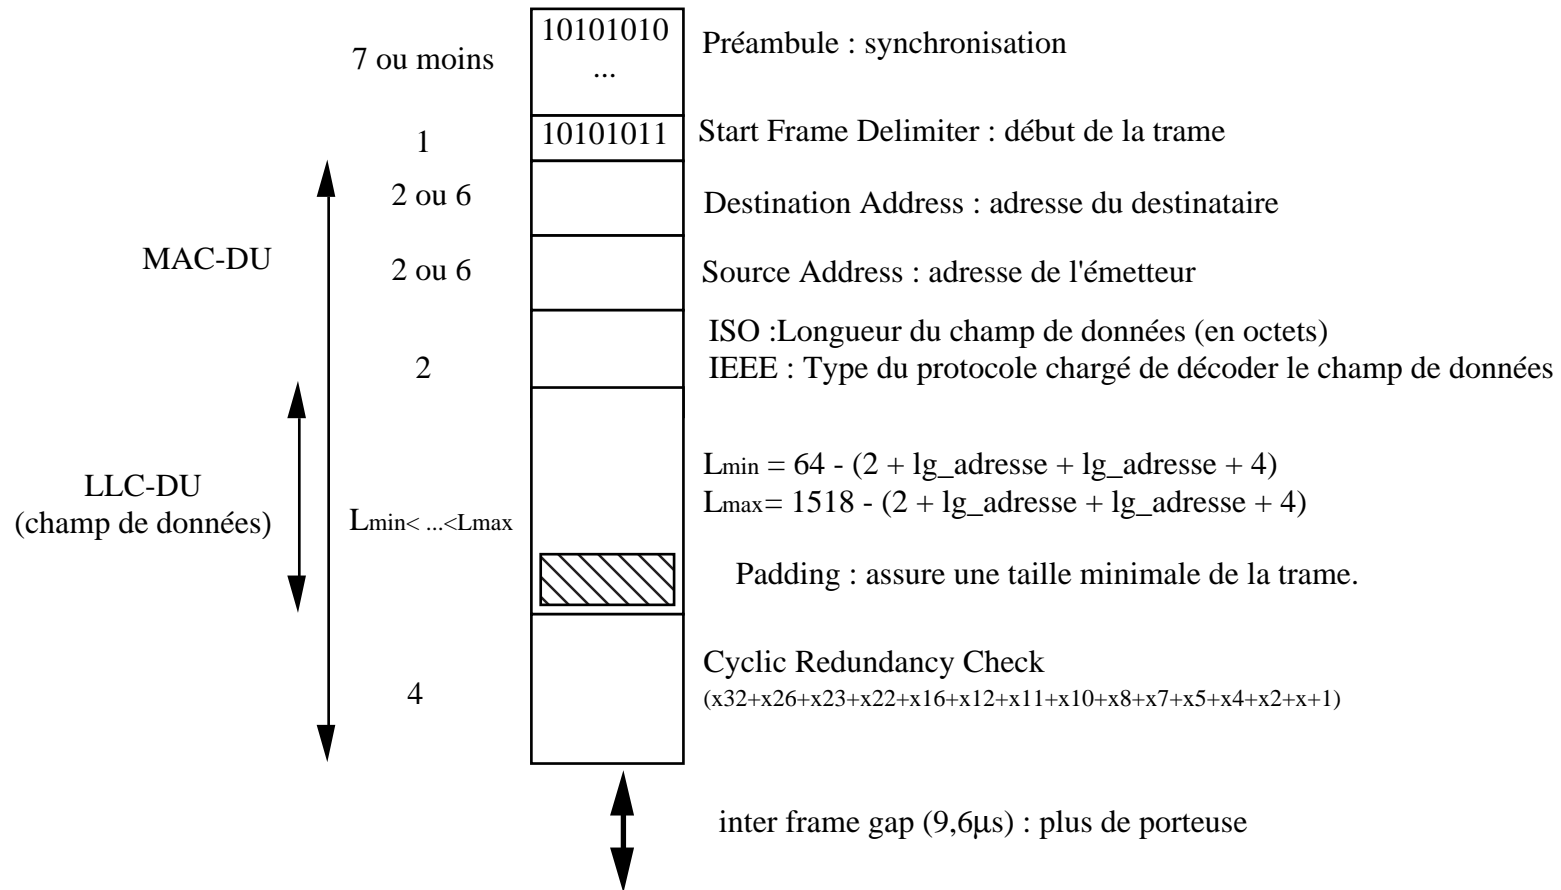 7 ou moins
10101010
...
Préambule : synchronisation
1
10101011
Start Frame Delimiter : début de la trame
2 ou 6
Destination Address : adresse du destinataire
MAC-DU
2 ou 6
Source Address : adresse de l'émetteur
2
ISO :Longueur du champ de données (en octets)
IEEE : Type du protocole chargé de décoder le champ de données
LLC-DU
(champ de données)
Lmin< ...<Lmax
Lmin = 64 - (2 + lg_adresse + lg_adresse + 4)
Lmax= 1518 - (2 + lg_adresse + lg_adresse + 4)
Padding : assure une taille minimale de la trame.
4
Cyclic Redundancy Check
(x32+x26+x23+x22+x16+x12+x11+x10+x8+x7+x5+x4+x2+x+1)
inter frame gap (9,6µs) : plus de porteuse